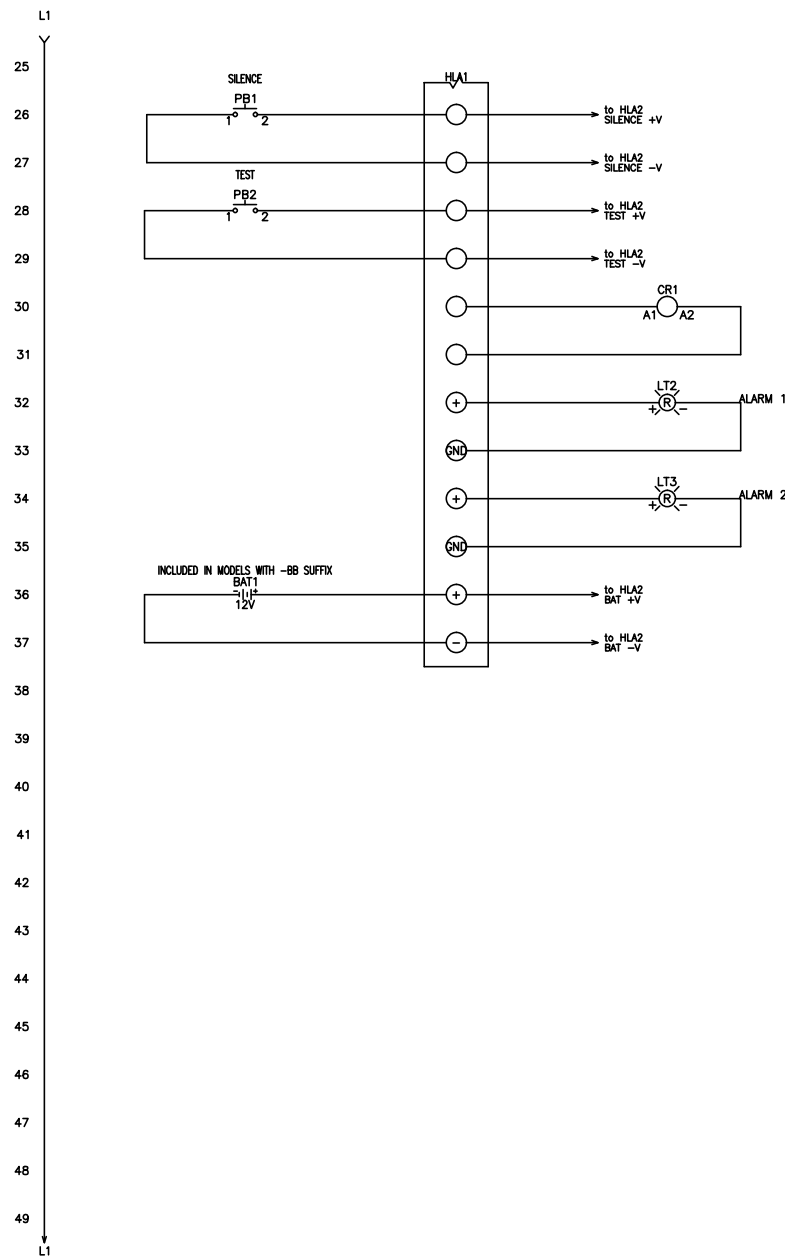 L1
25
SILENCE HLA1
PB1
26 1 2 to HLA2
SILENCE +V
27 to HLA2
SILENCE -V
TEST
PB2
28 1 2 to HLA2
TEST +V
29 to HLA2
TEST -V
CR1
30 A1 A2
31
LT2
32 + + R - ALARM 1
33 GND
LT3
34 + + R - ALARM 2
35 GND
INCLUDED IN MODELS WITH -BB SUFFIX
BAT1
36 - + + to HLA2
12V BAT +V
37 - to HLA2
BAT -V
38
39
40
41
42
43
44
45
46
47
48
49
L1